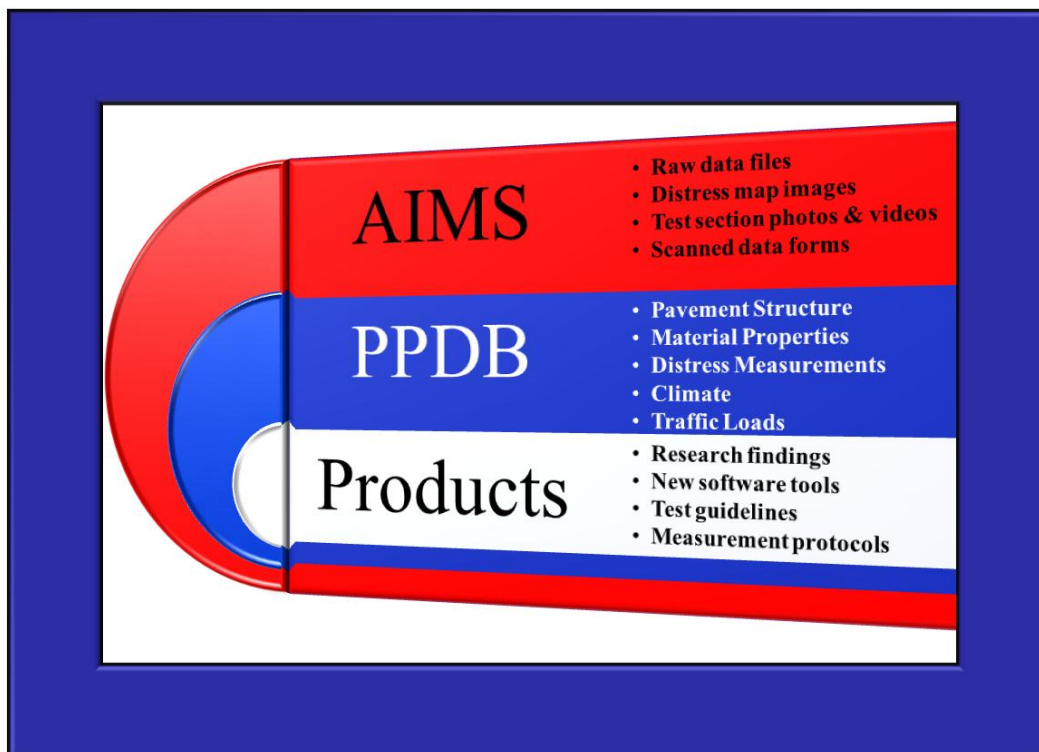 AIMS
• Raw data files
• Distress map images
• Test section photos & videos
• Scanned data forms
PPDB
• Pavement Structure
• Material Properties
• Distress Measurements
• Climate
• Traffic Loads
Products
• Research findings
• New software tools
• Test guidelines
• Measurement protocols